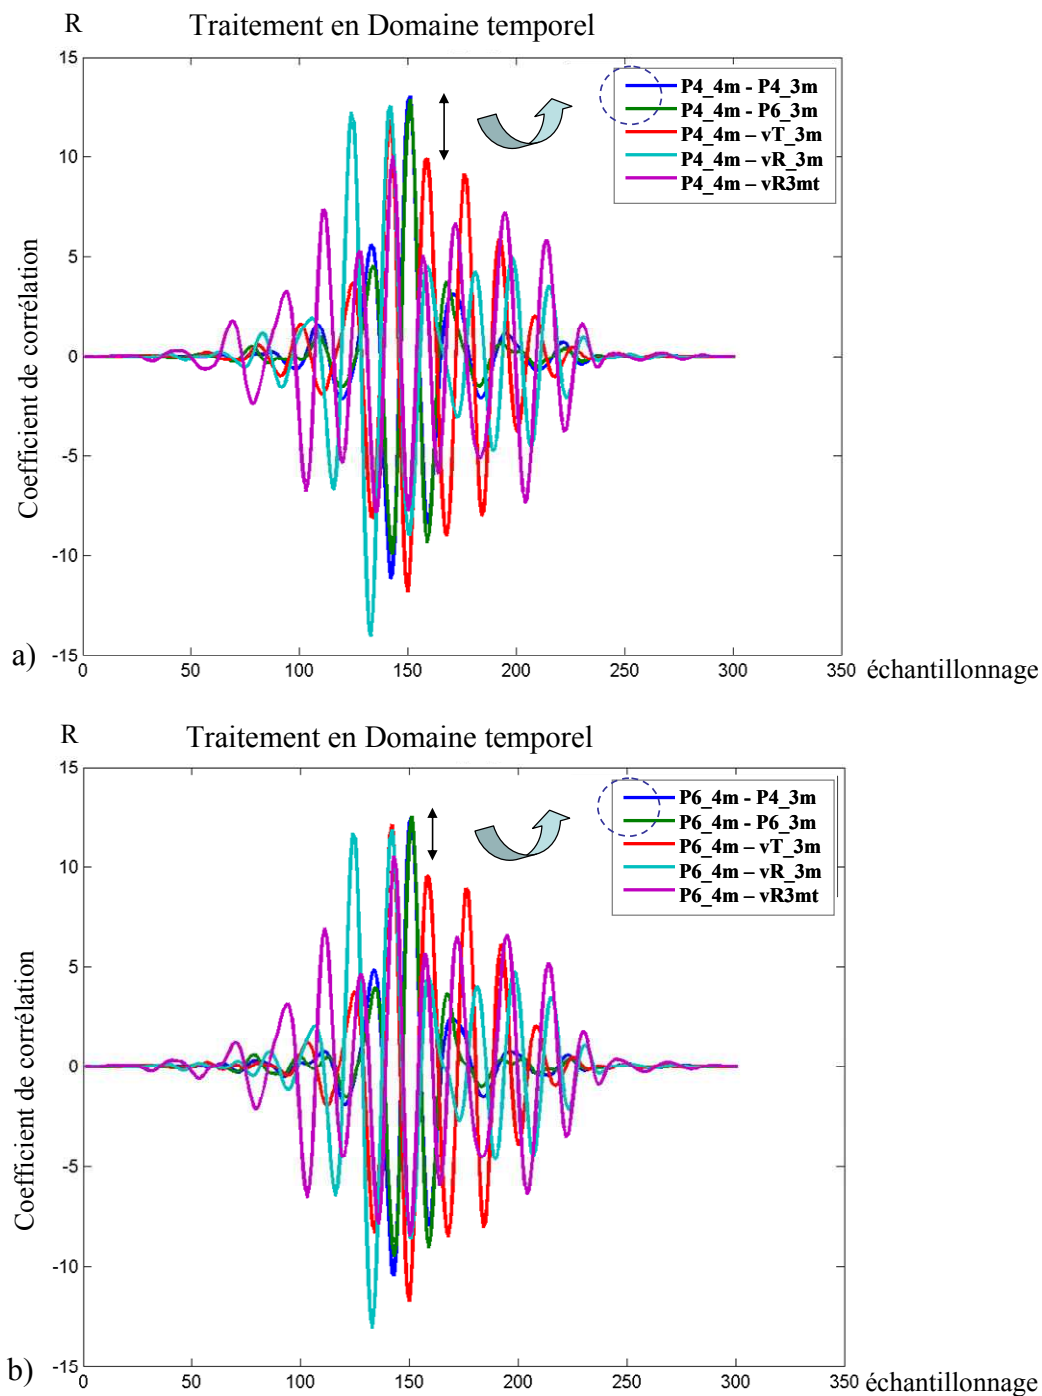 R
Traitement en Domaine temporel
15
10
5
0
-5
-10
-15
Coefficient de corrélation
P4_4m - P4_3m
P4_4m - P6_3m
P4_4m – vT_3m
P4_4m – vR_3m
P4_4m – vR3mt
a)
0 50 100 150 200 250 300 350 échantillonnage
R
Traitement en Domaine temporel
15
10
5
0
-5
-10
-15
Coefficient de corrélation
P6_4m - P4_3m
P6_4m - P6_3m
P6_4m – vT_3m
P6_4m – vR_3m
P6_4m – vR3mt
b)
0 50 100 150 200 250 300 350 échantillonnage